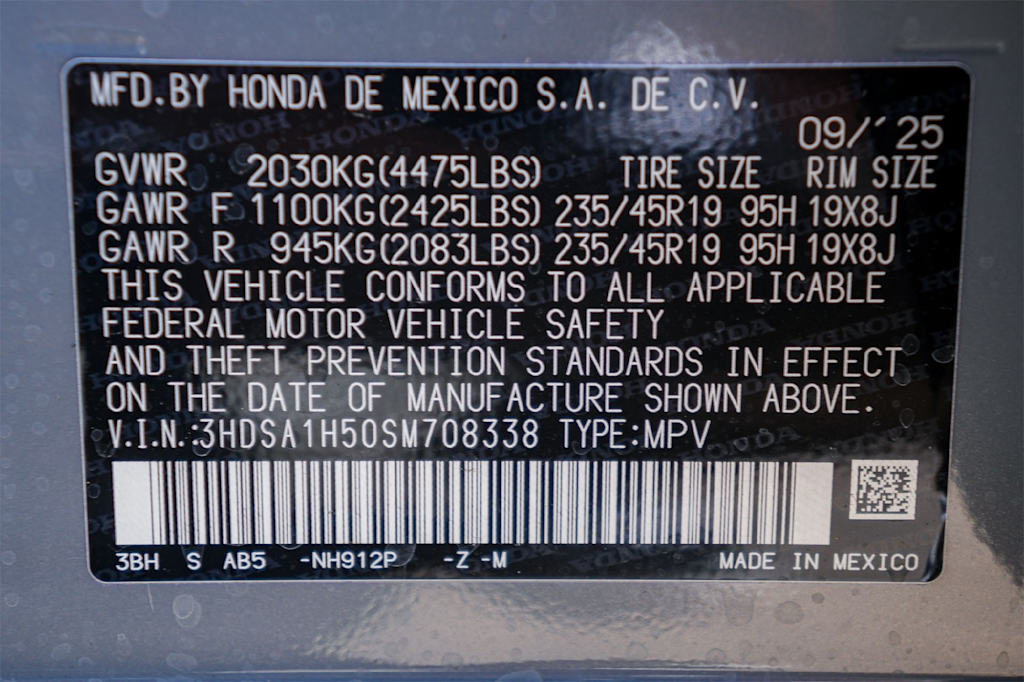 MFD.BY HONDA DE MEXICO S.A. DE C.V.
09/'25
GVWR 2030KG(4475LBS) TIRE SIZE RIM SIZE
GAWR F 1100KG(2425LBS) 235/45R19 95H 19X8J
GAWR R 945KG(2083LBS) 235/45R19 95H 19X8J
THIS VEHICLE CONFORMS TO ALL APPLICABLE
FEDERAL MOTOR VEHICLE SAFETY
AND THEFT PREVENTION STANDARDS IN EFFECT
ON THE DATE OF MANUFACTURE SHOWN ABOVE.
V.I.N.:3HDSA1H50SM708338 TYPE:MPV
3BH S AB5 -NH912P -Z -M MADE IN MEXICO